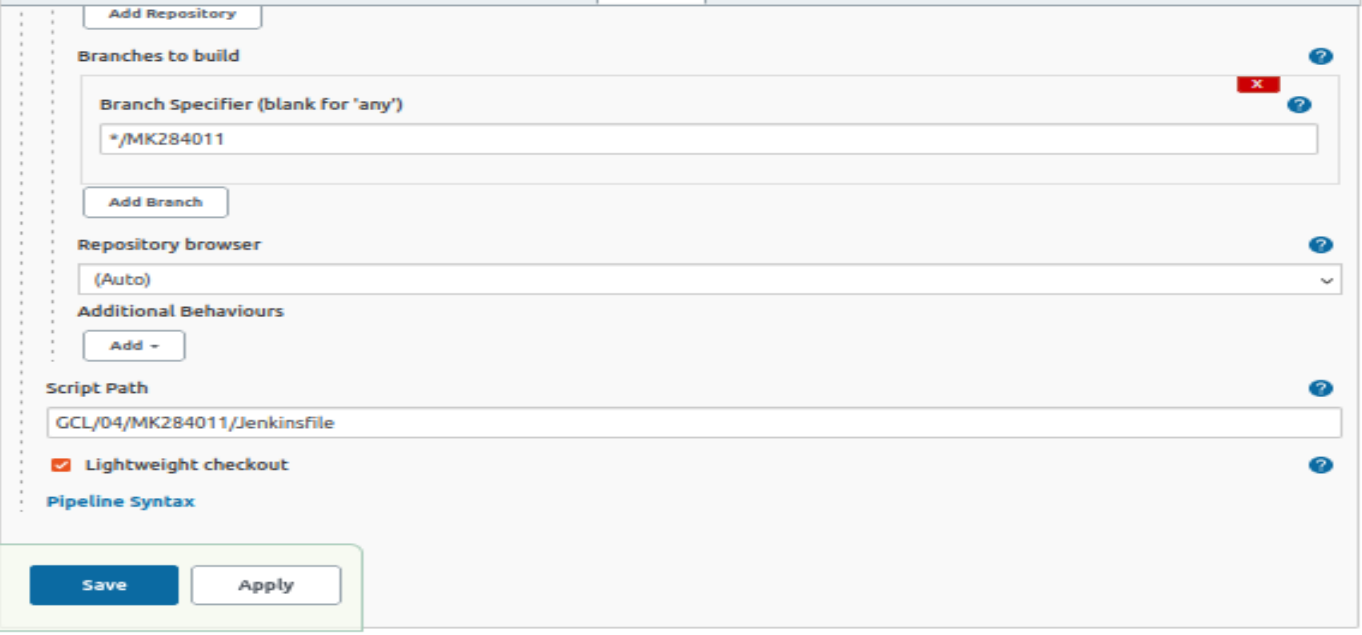 Add Repository
Branches to build
?
X
Branch Specifier (blank for 'any')
?
*/MK284011
Add Branch
Repository browser
?
(Auto)
Additional Behaviours
Add
Script Path
?
GCL/04/MK284011/Jenkinsfile
Lightweight checkout
?
Pipeline Syntax
Save
Apply